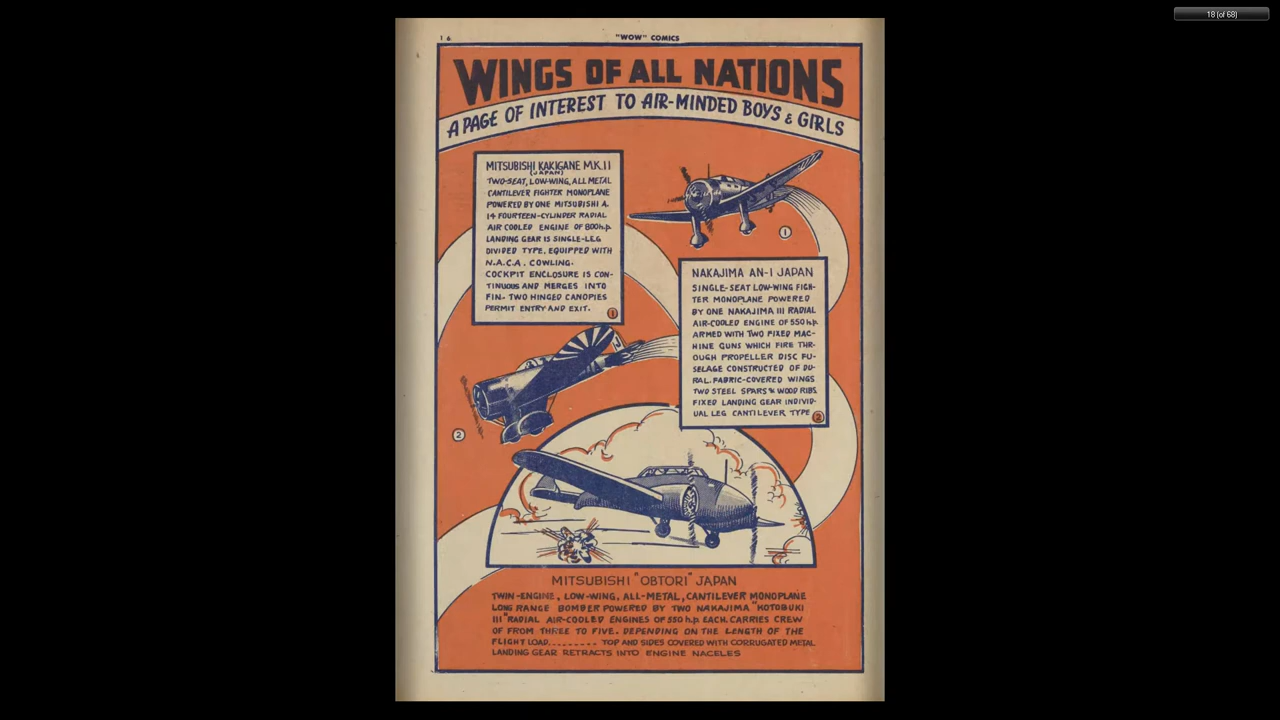 18 (of 68)
16
"WOW" COMICS
WINGS OF ALL NATIONS
A PAGE OF INTEREST TO AIR-MINDED BOYS & GIRLS
MITSUBISHI KAKIGANE M.K.11
(JAPAN)
TWO-SEAT, LOW-WING, ALL METAL
CANTILEVER FIGHTER MONOPLANE
POWERED BY ONE MITSUBISHI A.
14 FOURTEEN-CYLINDER RADIAL
AIR COOLED ENGINE OF 800h.p.
LANDING GEAR IS SINGLE-LEG
DIVIDED TYPE, EQUIPPED WITH
N.A.C.A. COWLING.
COCKPIT ENCLOSURE IS CON-
TINUOUS AND MERGES INTO
FIN- TWO HINGED CANOPIES
PERMIT ENTRY AND EXIT.
1
1
NAKAJIMA AN-1 JAPAN
SINGLE-SEAT LOW-WING FIGH-
TER MONOPLANE POWERED
BY ONE NAKAJIMA III RADIAL
AIR-COOLED ENGINE OF 550 h.p.
ARMED WITH TWO FIXED MAC-
HINE GUNS WHICH FIRE THR-
OUGH PROPELLER DISC FU-
SELAGE CONSTRUCTED OF DU-
RAL. FABRIC-COVERED WINGS
TWO STEEL SPARS & WOOD RIBS.
FIXED LANDING GEAR INDIVID-
UAL LEG CANTILEVER TYPE
2
2
MITSUBISHI "OBTORI" JAPAN
TWIN-ENGINE, LOW-WING, ALL-METAL, CANTILEVER MONOPLANE
LONG RANGE BOMBER POWERED BY TWO NAKAJIMA "KOTOBUKI
III" RADIAL AIR-COOLED ENGINES OF 550 h.p. EACH. CARRIES CREW
OF FROM THREE TO FIVE. DEPENDING ON THE LENGTH OF THE
FLIGHT LOAD......... TOP AND SIDES COVERED WITH CORRUGATED METAL
LANDING GEAR RETRACTS INTO ENGINE NACELES